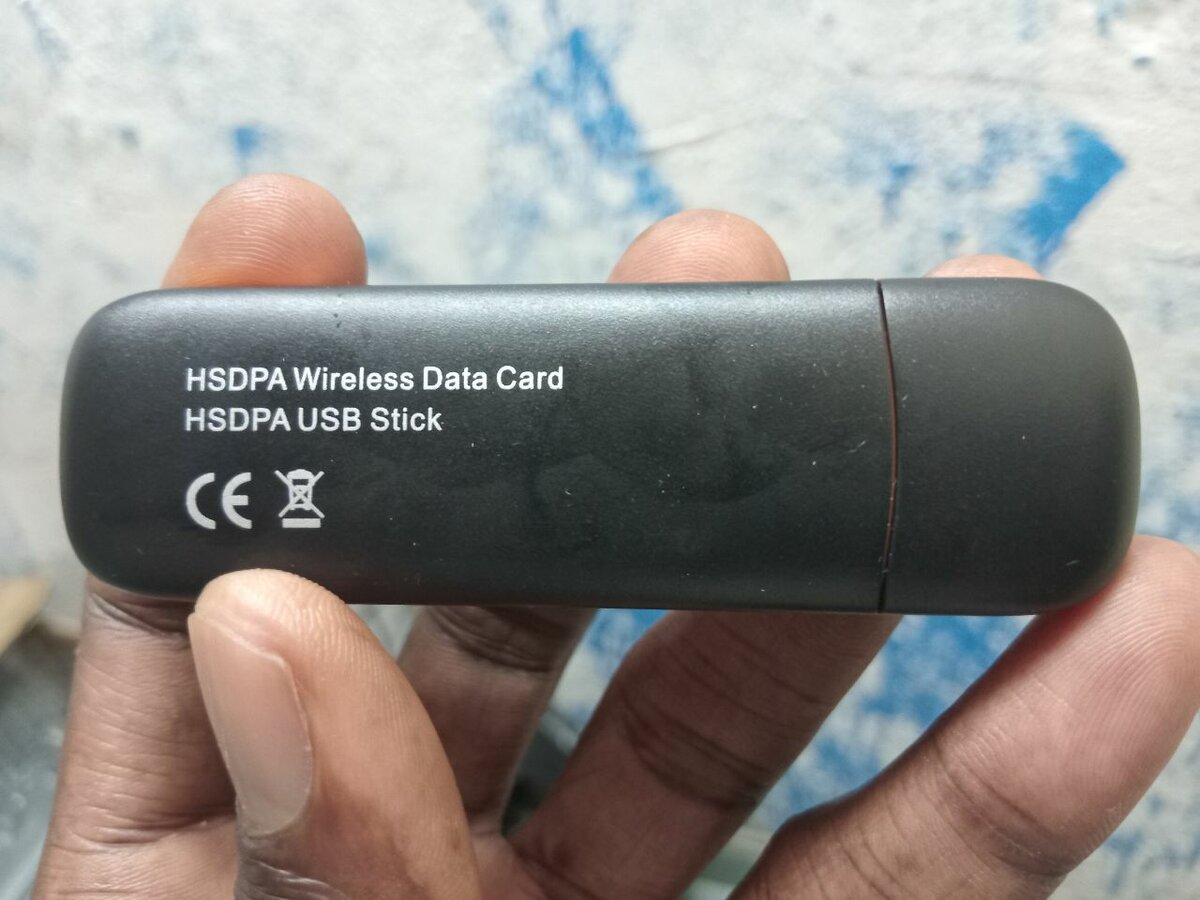 HSDPA Wireless Data Card
HSDPA USB Stick
CE